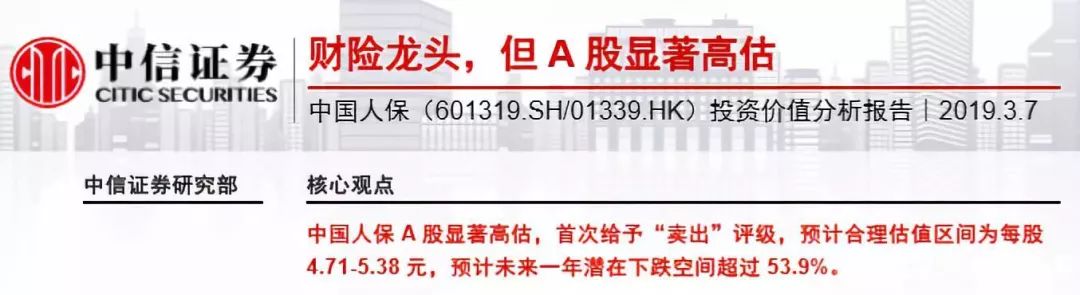 中信证券
CITIC SECURITIES
财险龙头，但 A 股显著高估
中国人保（601319.SH/01339.HK）投资价值分析报告｜2019.3.7
中信证券研究部
核心观点
中国人保 A 股显著高估，首次给予“卖出”评级，预计合理估值区间为每股
4.71-5.38 元，预计未来一年潜在下跌空间超过 53.9%。